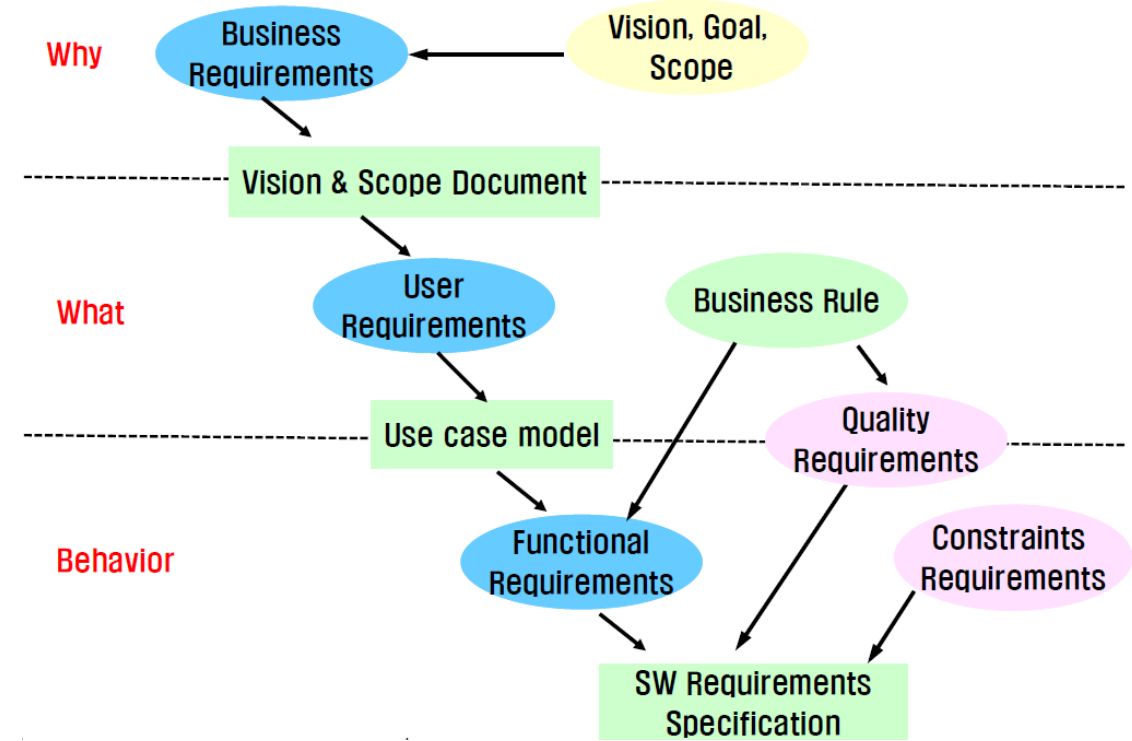 Why
Business
Requirements
Vision, Goal,
Scope
Vision & Scope Document
What
User
Requirements
Business Rule
Use case model
Quality
Requirements
Behavior
Functional
Requirements
Constraints
Requirements
SW Requirements
Specification